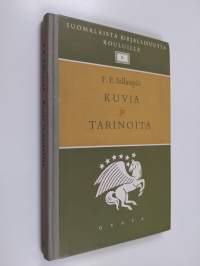 SUOMALAISTA KIRJALLISUUTTA
KOULUILLE
F. E. Sillanpää
KUVIA
ja
TARINOITA
OTAVA